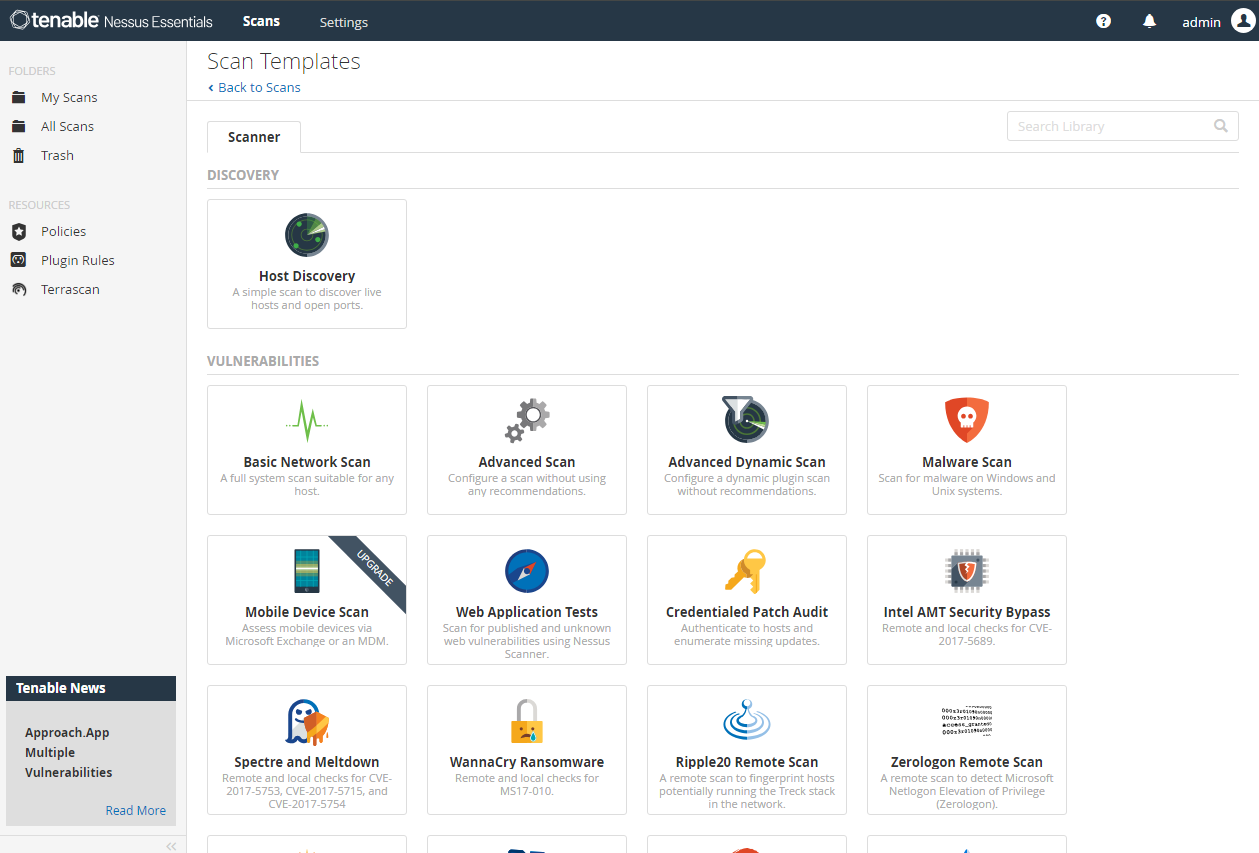 tenable Nessus Essentials Scans Settings admin
FOLDERS
My Scans
All Scans
Trash
RESOURCES
Policies
Plugin Rules
Terrascan
Tenable News
Approach.App
Multiple
Vulnerabilities
Read More
Scan Templates
Back to Scans
Scanner
Search Library
DISCOVERY
Host Discovery
A simple scan to discover live
hosts and open ports.
VULNERABILITIES
Basic Network Scan
A full system scan suitable for any
host.
Advanced Scan
Configure a scan without using
any recommendations.
Advanced Dynamic Scan
Configure a dynamic plugin scan
without recommendations.
Malware Scan
Scan for malware on Windows and
Unix systems.
UPGRADE
Mobile Device Scan
Assess mobile devices via
Microsoft Exchange or an MDM.
Web Application Tests
Scan for published and unknown
web vulnerabilities using Nessus
Scanner.
Credentialed Patch Audit
Authenticate to hosts and
enumerate missing updates.
Intel AMT Security Bypass
Remote and local checks for CVE-
2017-5689.
Spectre and Meltdown
Remote and local checks for CVE-
2017-5753, CVE-2017-5715, and
CVE-2017-5754
WannaCry Ransomware
Remote and local checks for
MS17-010.
Ripple20 Remote Scan
A remote scan to fingerprint hosts
potentially running the Treck stack
in the network.
Zerologon Remote Scan
A remote scan to detect Microsoft
Netlogon Elevation of Privilege
(Zerologon).